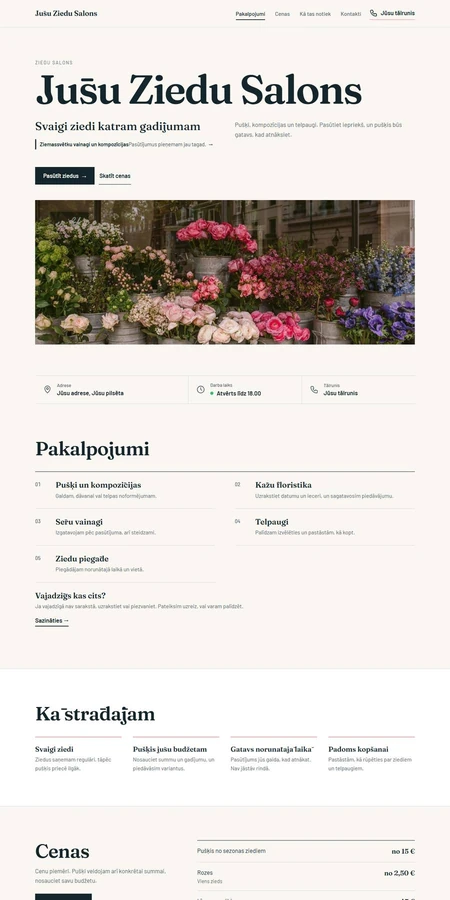 Jūsu Ziedu Salons
Pakalpojumi Cenas Kā tas notiek Kontakti Jūsu tālrunis
ZIEDU SALONS
Jūsu Ziedu Salons
Svaigi ziedi katram gadījumam
Pušķi, kompozīcijas un telpaugi. Pasūtiet iepriekš, un pušķis būs
gatavs, kad atnāksiet.
Ziemassvētku vainagi un kompozīcijas Pasūtījumus pieņemam jau tagad. →
Pasūtīt ziedus → Skatīt cenas
Adrese
Jūsu adrese, Jūsu pilsēta
Darba laiks
Atvērts līdz 18.00
Tālrunis
Jūsu tālrunis
Pakalpojumi
01 Pušķi un kompozīcijas
Galdam, dāvanai vai telpas noformējumam.
02 Kāzu floristika
Uzrakstiet datumu un ieceri, un sagatavosim piedāvājumu.
03 Sēru vainagi
Izgatavojam pēc pasūtījuma, arī steidzami.
04 Telpaugi
Palīdzam izvēlēties un pastāstām, kā kopt.
05 Ziedu piegāde
Piegādājam norunātajā laikā un vietā.
Vajadzīgs kas cits?
Ja vajadzīgā nav sarakstā, uzrakstiet vai piezvaniet. Pateiksim uzreiz, vai varam palīdzēt.
Sazināties →
Kā strādājam
Svaigi ziedi
Ziedus saņemam regulāri, tāpēc
pušķis priecē ilgāk.
Pušķis jūsu budžetam
Nosauciet summu un gadījumu, un
piedāvāsim variantus.
Gatavs norunātajā laikā
Pasūtījums jūs gaida, kad atnākat.
Nav jāstāv rindā.
Padoms kopšanai
Pastāstām, kā rūpēties par ziediem
un telpaugiem.
Cenas
Cenu piemēri. Pušķi veidojam arī konkrētai summai,
nosauciet savu budžetu.
Pušķis no sezonas ziediem no 15 €
Rozes no 2,50 €
Viens zieds